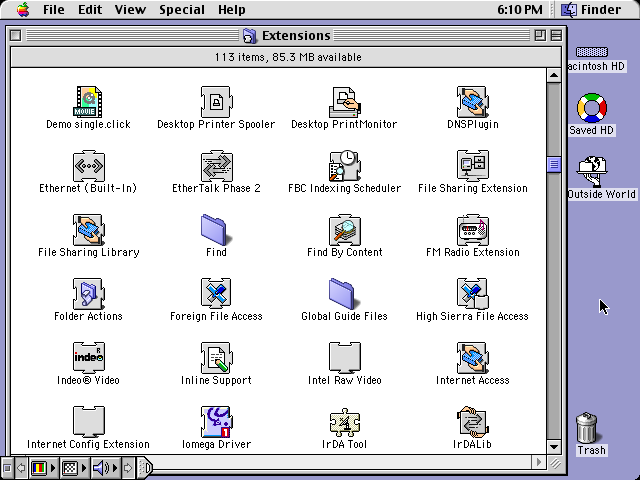 File Edit View Special Help 6:10 PM Finder
Extensions
113 items, 85.3 MB available
acintosh HD
MOVIE
Demo single.click Desktop Printer Spooler Desktop PrintMonitor DNSPlugin
Saved HD
Ethernet (Built-In) EtherTalk Phase 2 FBC Indexing Scheduler File Sharing Extension
Outside World
File Sharing Library Find Find By Content FM Radio Extension
Folder Actions Foreign File Access Global Guide Files High Sierra File Access
indeo R
Indeo® Video Inline Support Intel Raw Video Internet Access
1
Internet Config Extension Iomega Driver IrDA Tool IrDALib
Trash